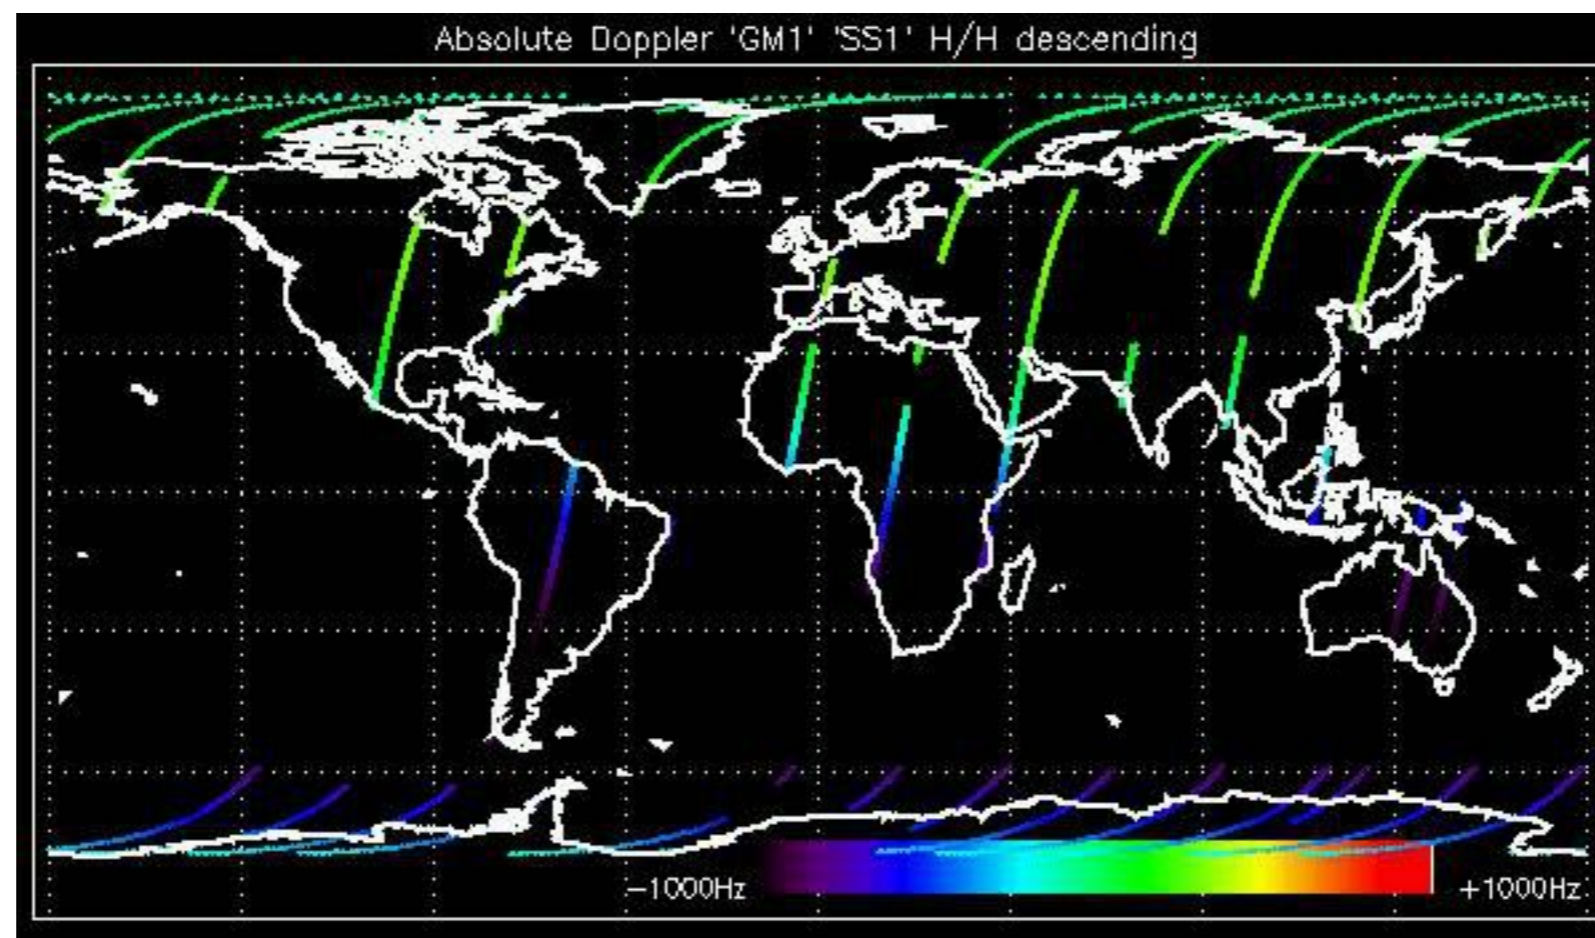 Absolute Doppler 'GM1' 'SS1' H/H descending
-1000Hz
+1000Hz